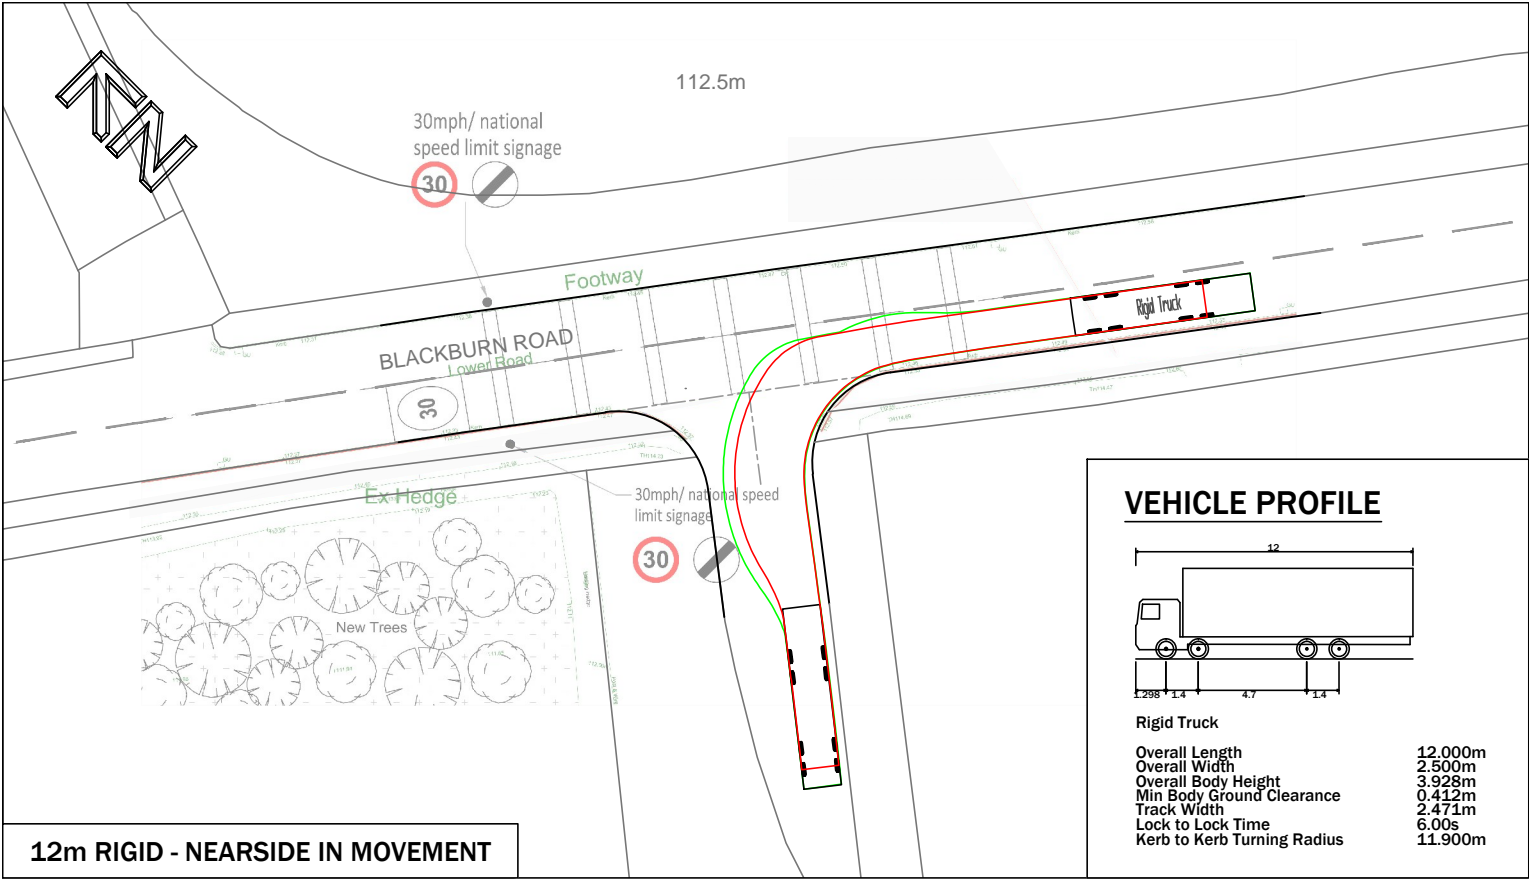 N
112.5m
30mph/ national
speed limit signage
30
Footway
BLACKBURN ROAD
Lower Road
30
Rigid Truck
Ex Hedge
30mph/ national speed
limit signage
30
New Trees
VEHICLE PROFILE
12
1.298 1.4 4.7 1.4
Rigid Truck
Overall Length 12.000m
Overall Width 2.500m
Overall Body Height 3.928m
Min Body Ground Clearance 0.412m
Track Width 2.471m
Lock to Lock Time 6.00s
Kerb to Kerb Turning Radius 11.900m
12m RIGID - NEARSIDE IN MOVEMENT